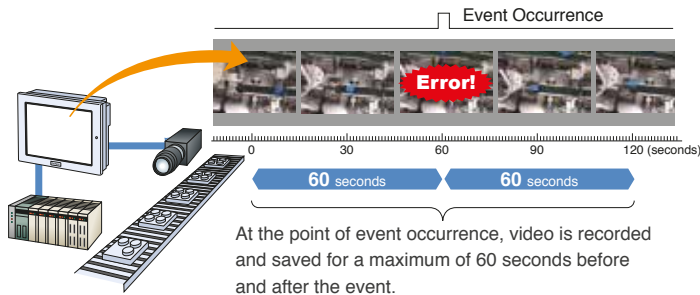 Event Occurrence
Error!
0 30 60 90 120 (seconds)
60 seconds 60 seconds
At the point of event occurrence, video is recorded
and saved for a maximum of 60 seconds before
and after the event.